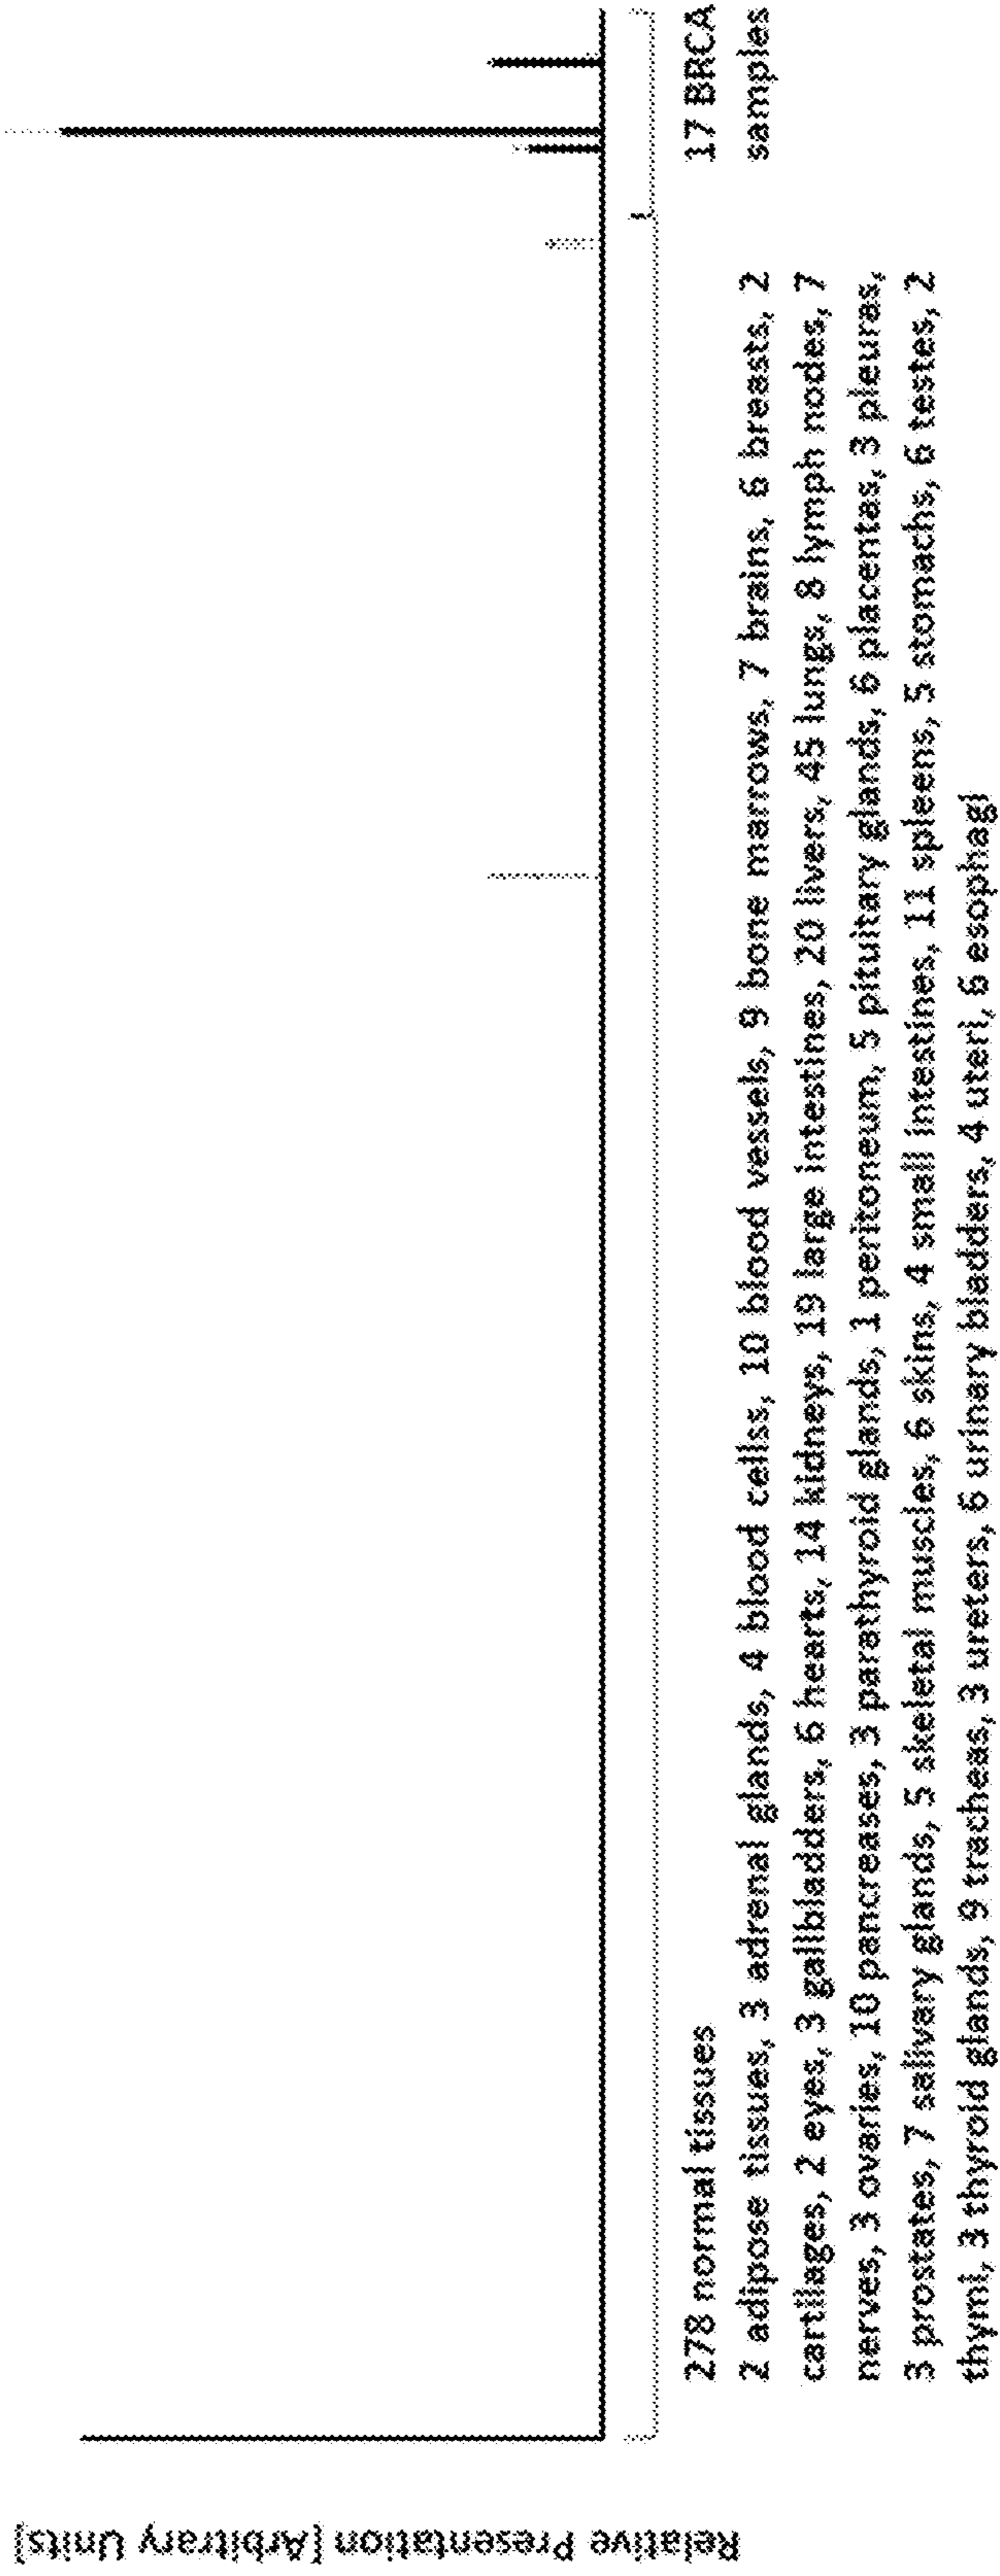 Relative Presentation [Arbitrary Units]
278 normal tissues
17 BRCA
samples
2 adipose tissues, 3 adrenal glands, 4 blood cellss, 10 blood vessels, 9 bone marrows, 7 brains, 6 breasts, 2
cartilages, 2 eyes, 3 gallbladders, 6 hearts, 14 kidneys, 19 large intestines, 20 livers, 45 lungs, 8 lymph nodes, 7
nerves, 3 ovaries, 10 pancreases, 3 parathyroid glands, 1 peritoneum, 5 pituitary glands, 6 placentas, 3 pleuras,
3 prostates, 7 salivary glands, 5 skeletal muscles, 6 skins, 4 small intestines, 11 spleens, 5 stomachs, 6 testes, 2
thymi, 3 thyroid glands, 9 tracheas, 3 ureters, 6 urinary bladders, 4 uteri, 6 esophagi